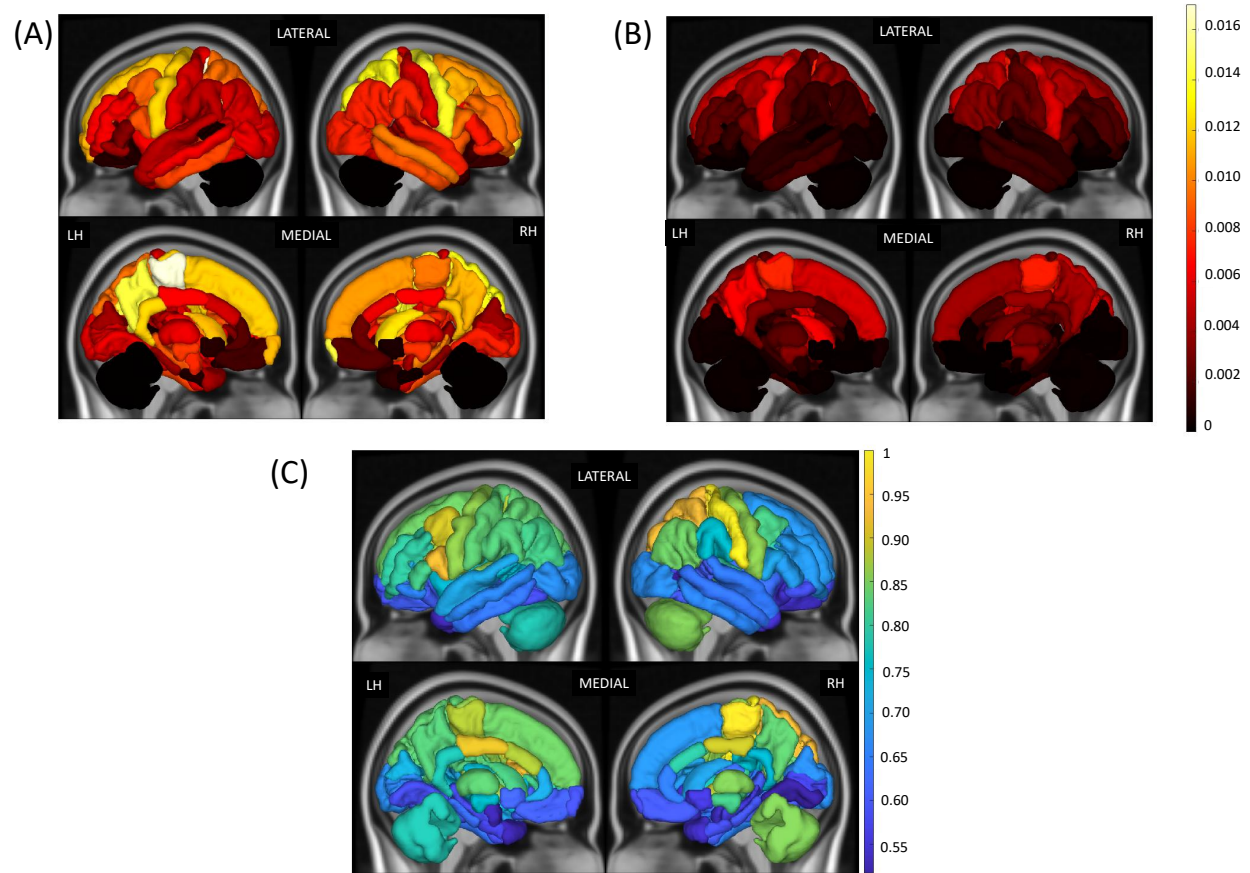 (A)
LATERAL
LH
MEDIAL
RH
(B)
LATERAL
LH
MEDIAL
RH
0.016
0.014
0.012
0.010
0.008
0.006
0.004
0.002
0
(C)
LATERAL
LH
MEDIAL
RH
1
0.95
0.90
0.85
0.80
0.75
0.70
0.65
0.60
0.55